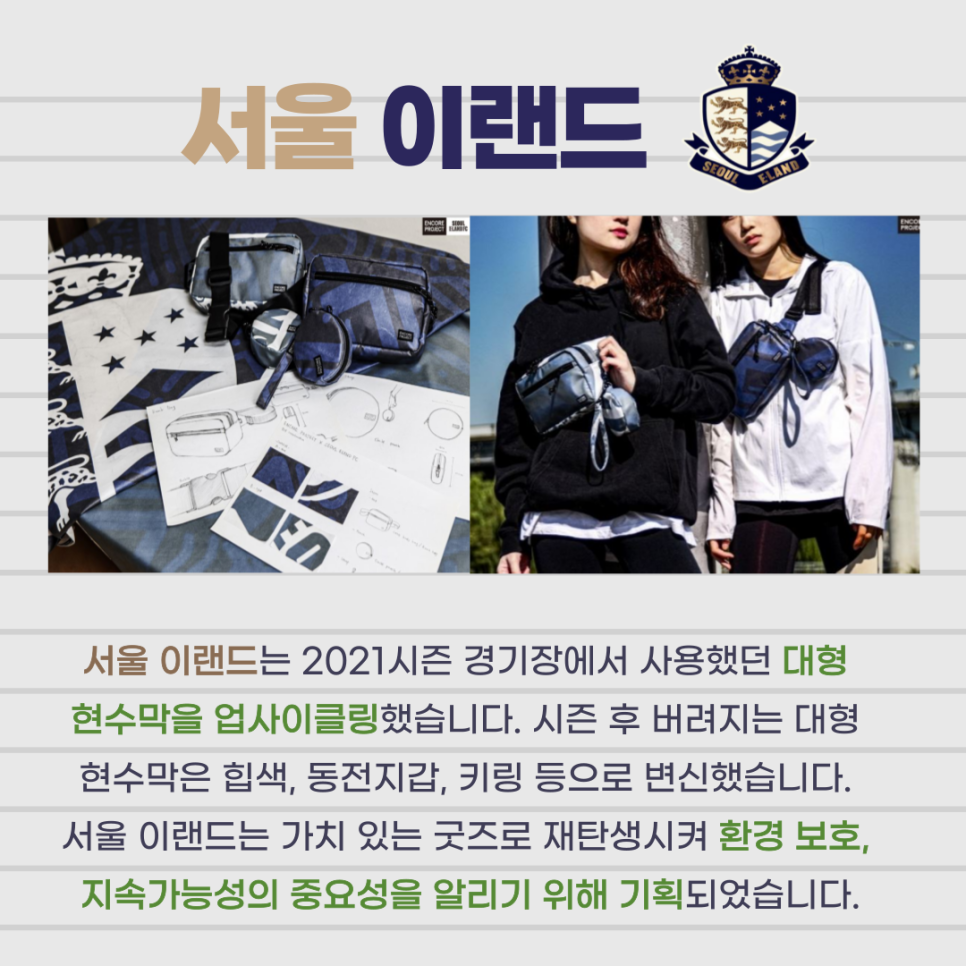 서울 이랜드
SEOUL ELAND
ENCORE
PROJECT
SEOUL
ELAND FC
서울 이랜드는 2021시즌 경기장에서 사용했던 대형
현수막을 업사이클링했습니다. 시즌 후 버려지는 대형
현수막은 힙색, 동전지갑, 키링 등으로 변신했습니다.
서울 이랜드는 가치 있는 굿즈로 재탄생시켜 환경 보호,
지속가능성의 중요성을 알리기 위해 기획되었습니다.